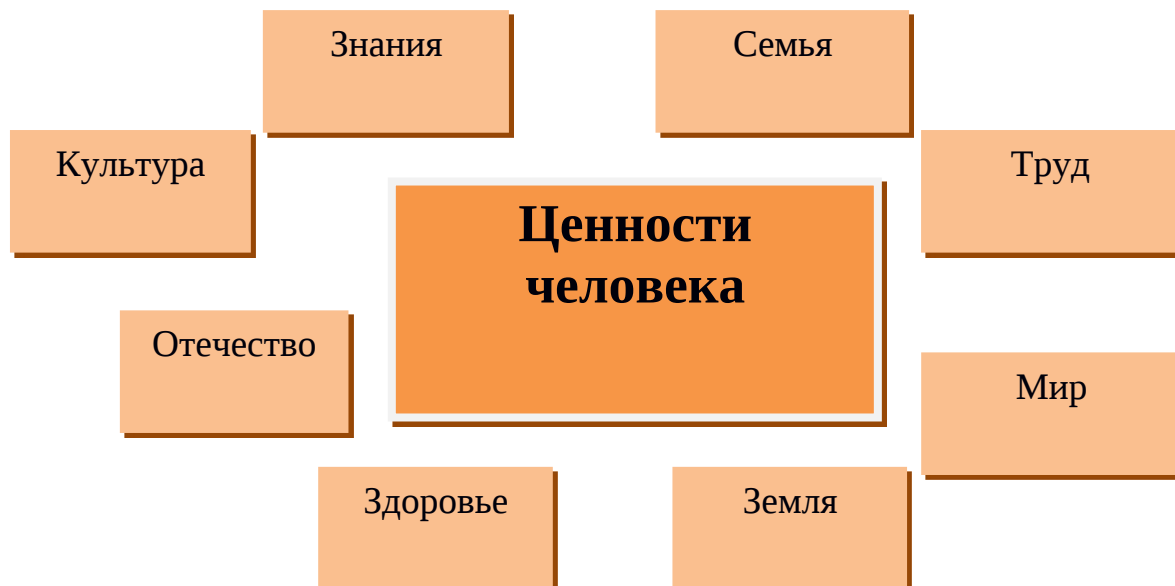 Знания
Семья
Культура
Труд
Ценности
человека
Отечество
Мир
Здоровье
Земля